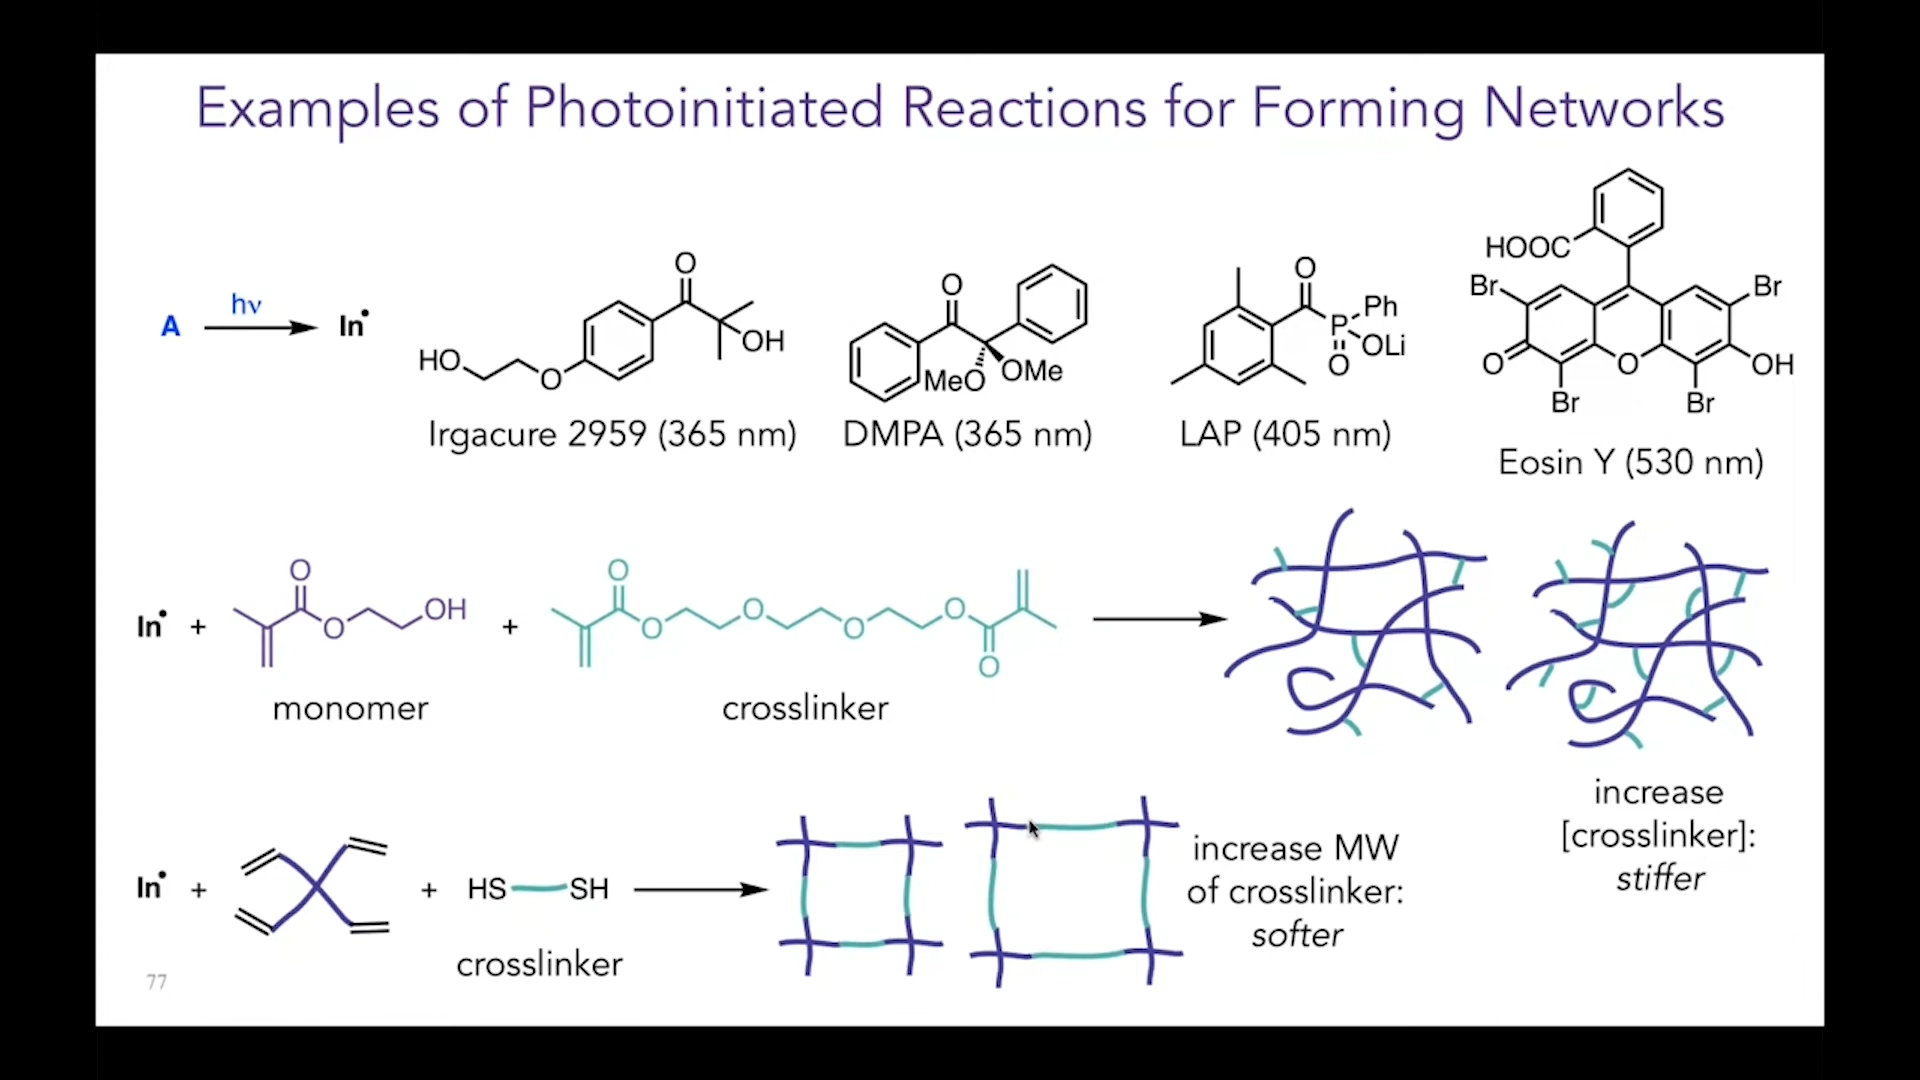 Examples of Photoinitiated Reactions for Forming Networks
A
hν
In•
HO
O
O
OH
Irgacure 2959 (365 nm)
O
MeO
OMe
DMPA (365 nm)
O
Ph
P
OLi
O
LAP (405 nm)
HOOC
Br
Br
O
O
OH
Br
Br
Eosin Y (530 nm)
In•
+
O
O
OH
monomer
+
O
O
O
O
O
O
crosslinker
increase
[crosslinker]:
stiffer
In•
+
+
HS
SH
crosslinker
increase MW
of crosslinker:
softer
77